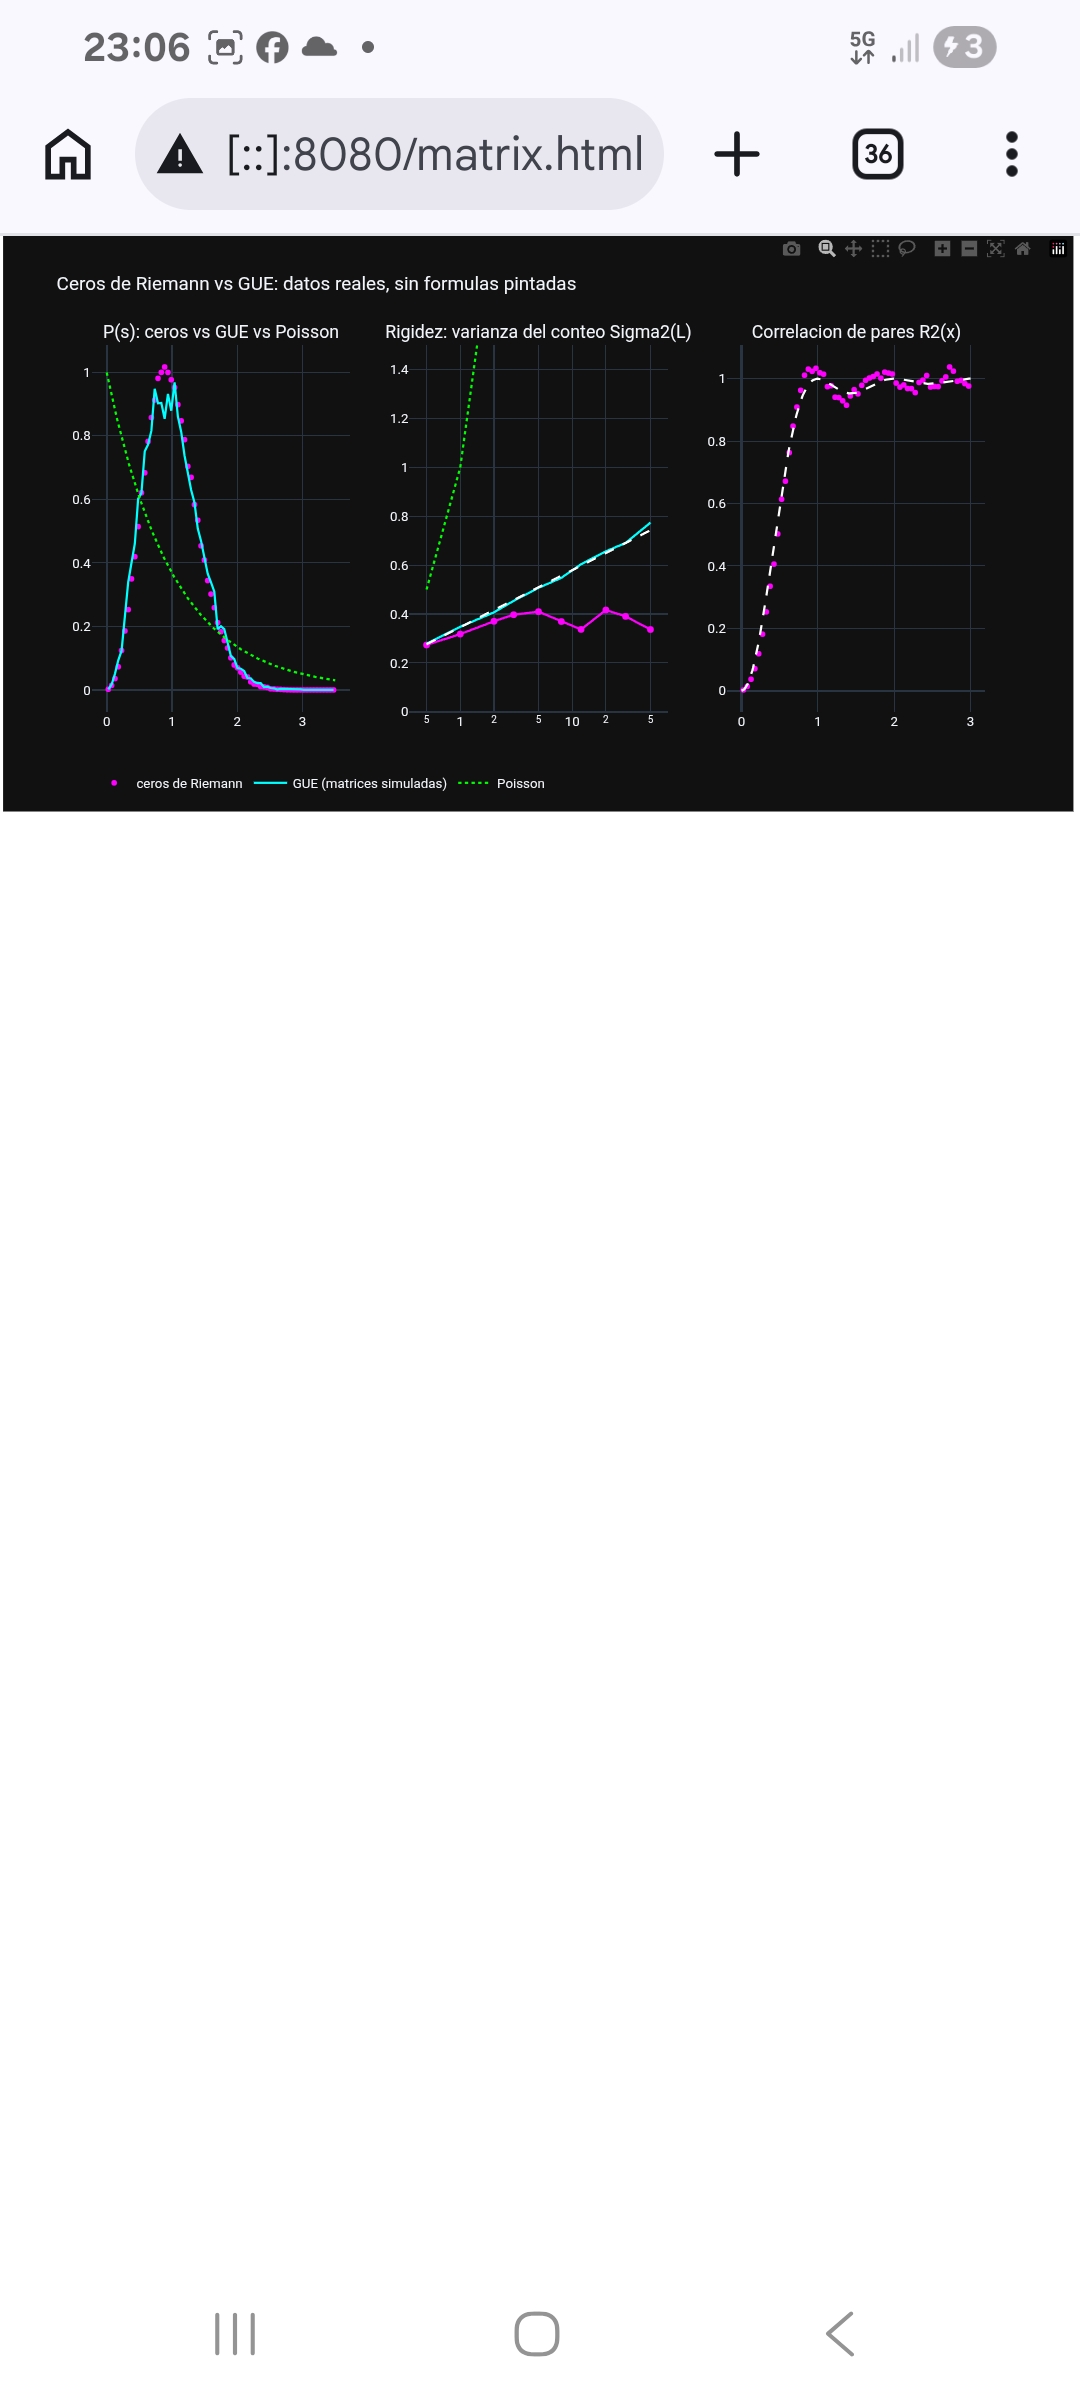 23:06
5G
3
[::]:8080/matrix.html
36
Ceros de Riemann vs GUE: datos reales, sin formulas pintadas
P(s): ceros vs GUE vs Poisson
1
0.8
0.6
0.4
0.2
0
0 1 2 3
Rigidez: varianza del conteo Sigma2(L)
1.4
1.2
1
0.8
0.6
0.4
0.2
0
5 1 2 5 10 2 5
Correlacion de pares R2(x)
1
0.8
0.6
0.4
0.2
0
0 1 2 3
ceros de Riemann GUE (matrices simuladas) Poisson